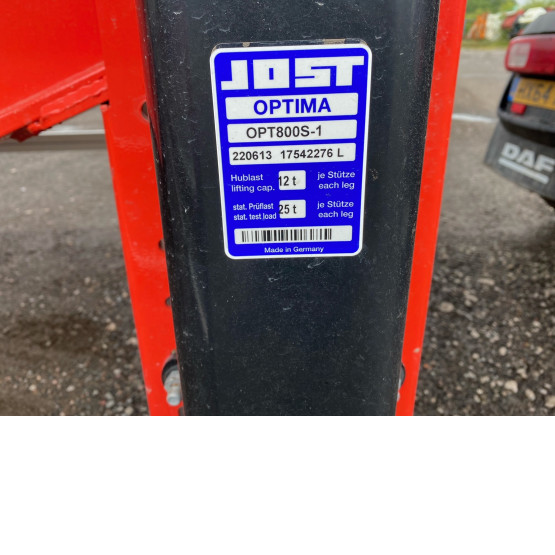 JOST
OPTIMA
OPT800S-1
220613 17542276 L
Hublast 12 t je Stütze
lifting cap. each leg
stat. Prüflast 25 t je Stütze
stat. test load each leg
Made in Germany
DAF